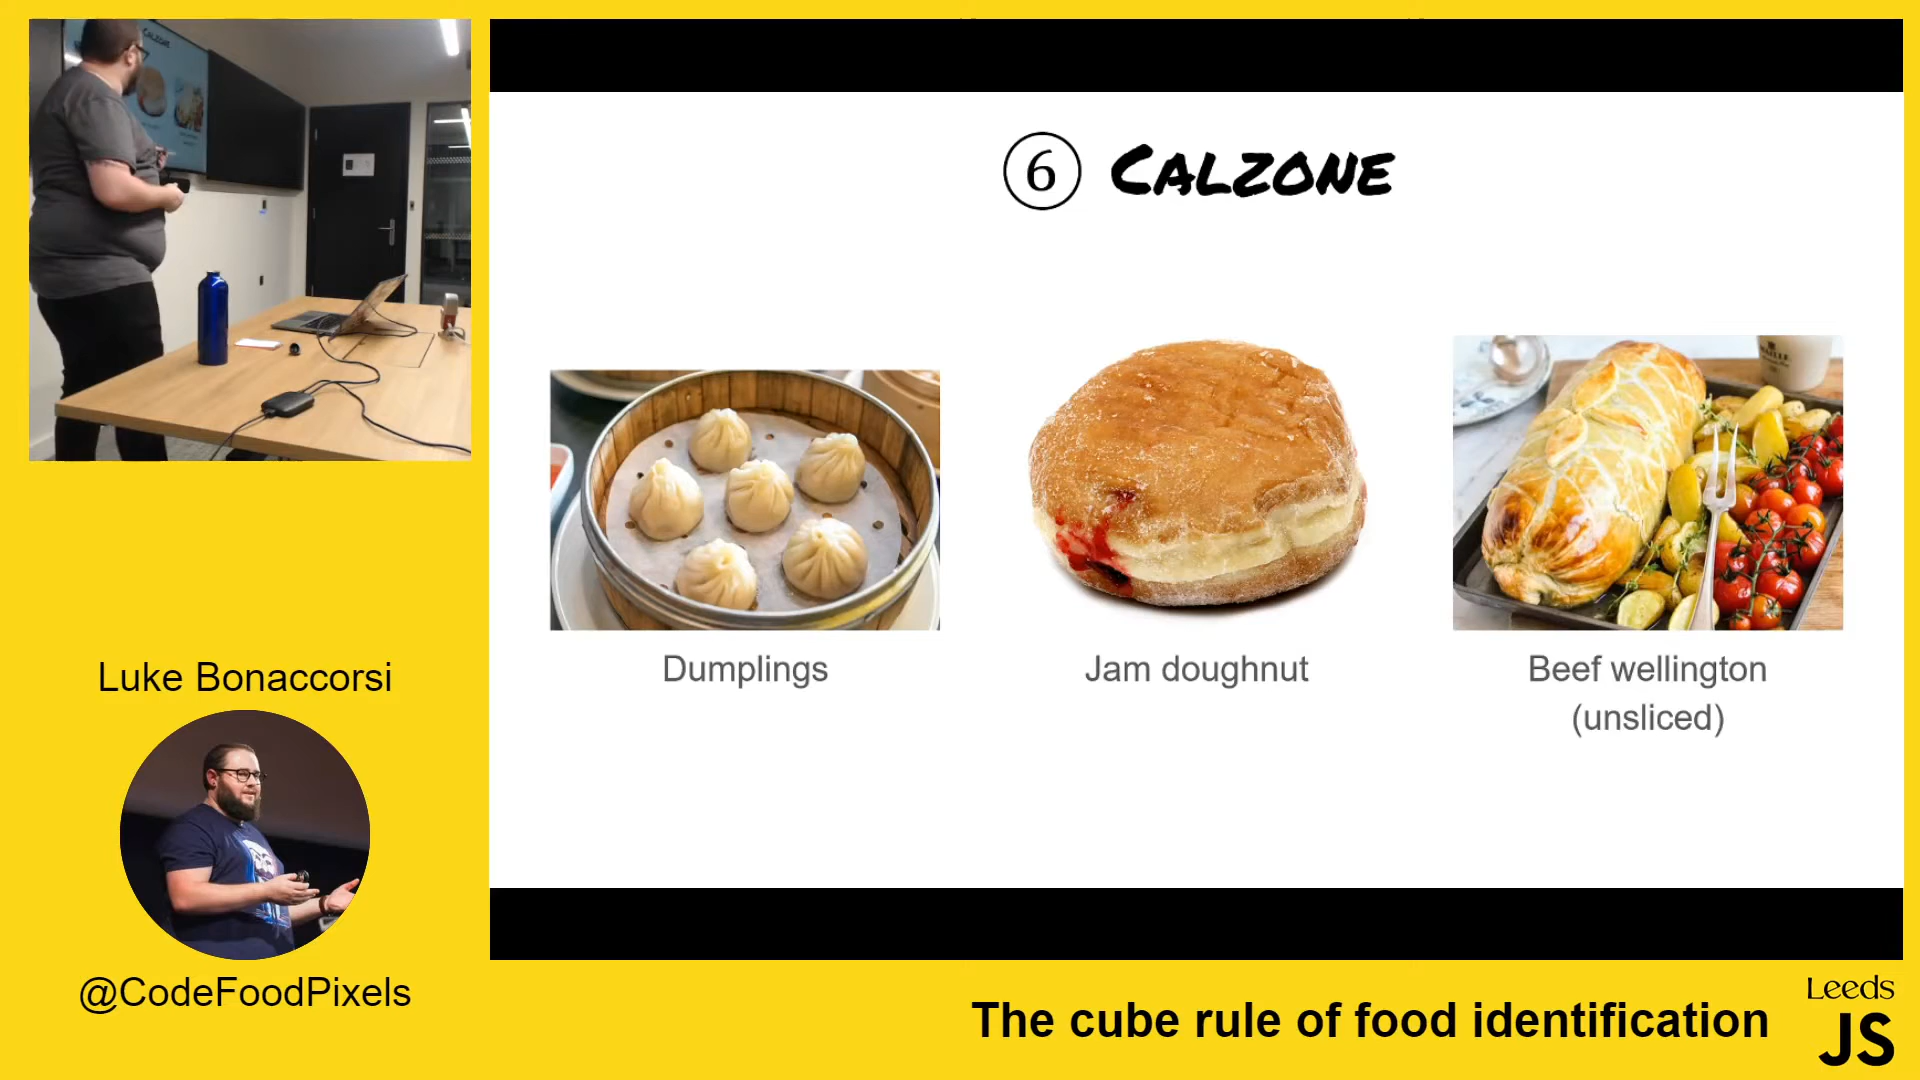 CALZONE
6 CALZONE
Dumplings
Jam doughnut
Beef wellington
(unsliced)
Luke Bonaccorsi
@CodeFoodPixels
The cube rule of food identification
Leeds
JS